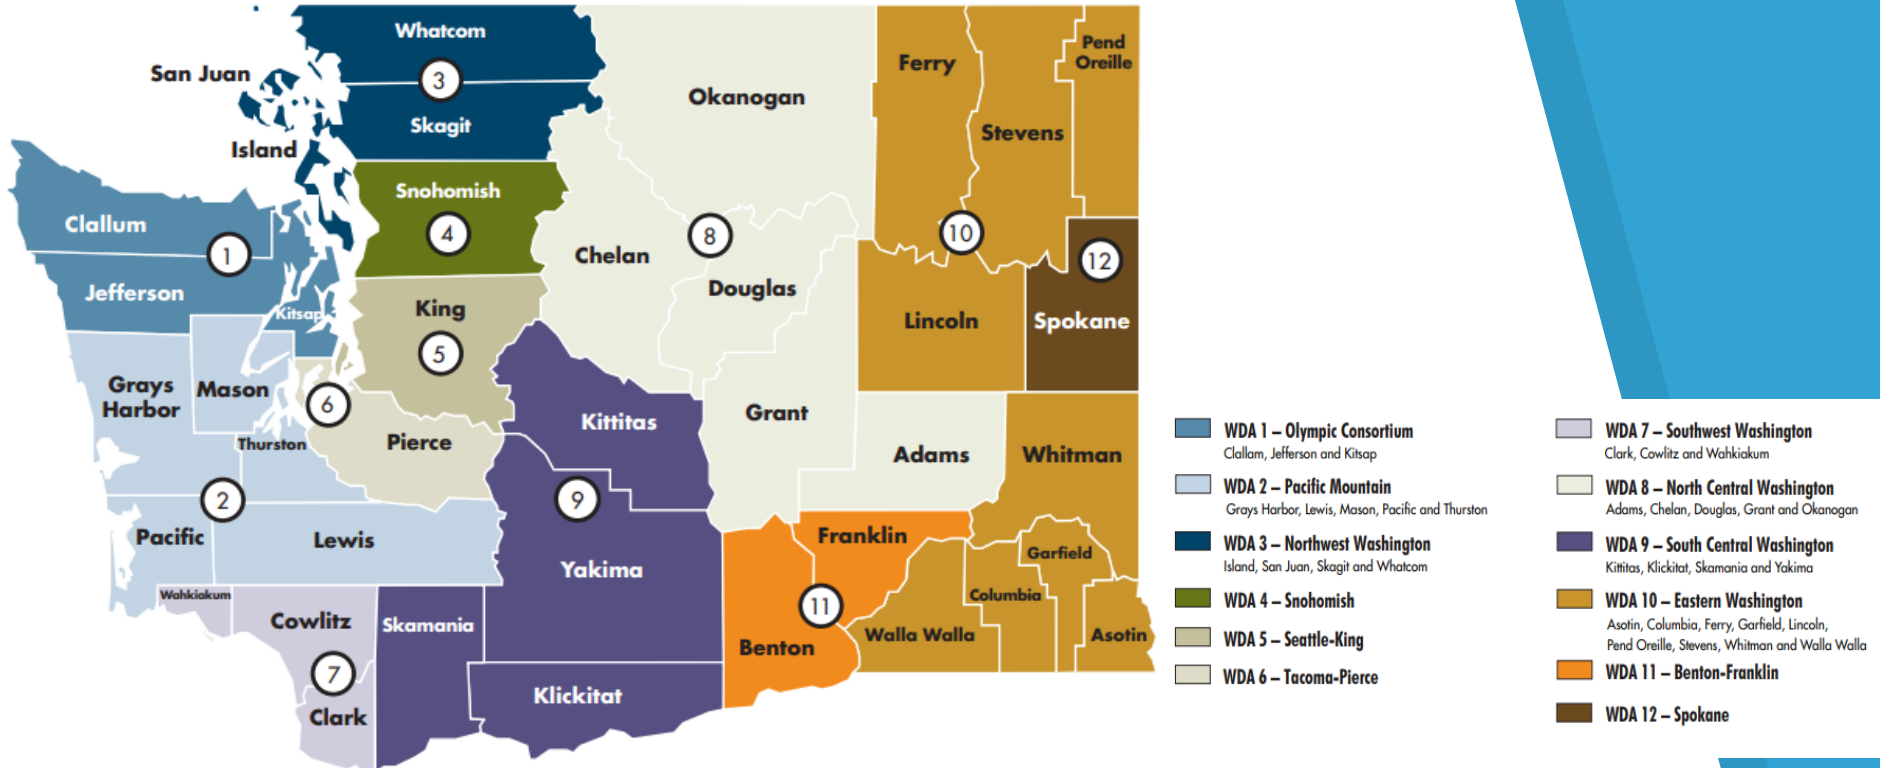 Whatcom
3
San Juan
Skagit
Island
Okanogan
Ferry
Pend
Oreille
Stevens
Snohomish
4
Clallum
1
Jefferson
Kitsap
Chelan
8
Douglas
10
12
King
5
Lincoln
Spokane
Grays
Harbor
Mason
6
Thurston
Pierce
Kittitas
Grant
Adams
Whitman
2
9
Pacific
Lewis
Yakima
Franklin
Garfield
Wahkiakum
Cowlitz
Skamania
11
Columbia
Walla Walla
Asotin
Benton
7
Clark
Klickitat
WDA 1 – Olympic Consortium
Clallam, Jefferson and Kitsap
WDA 2 – Pacific Mountain
Grays Harbor, Lewis, Mason, Pacific and Thurston
WDA 3 – Northwest Washington
Island, San Juan, Skagit and Whatcom
WDA 4 – Snohomish
WDA 5 – Seattle-King
WDA 6 – Tacoma-Pierce
WDA 7 – Southwest Washington
Clark, Cowlitz and Wahkiakum
WDA 8 – North Central Washington
Adams, Chelan, Douglas, Grant and Okanogan
WDA 9 – South Central Washington
Kittitas, Klickitat, Skamania and Yakima
WDA 10 – Eastern Washington
Asotin, Columbia, Ferry, Garfield, Lincoln,
Pend Oreille, Stevens, Whitman and Walla Walla
WDA 11 – Benton-Franklin
WDA 12 – Spokane